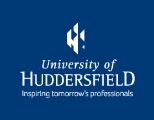 University of
HUDDERSFIELD
Inspiring tomorrow's professionals